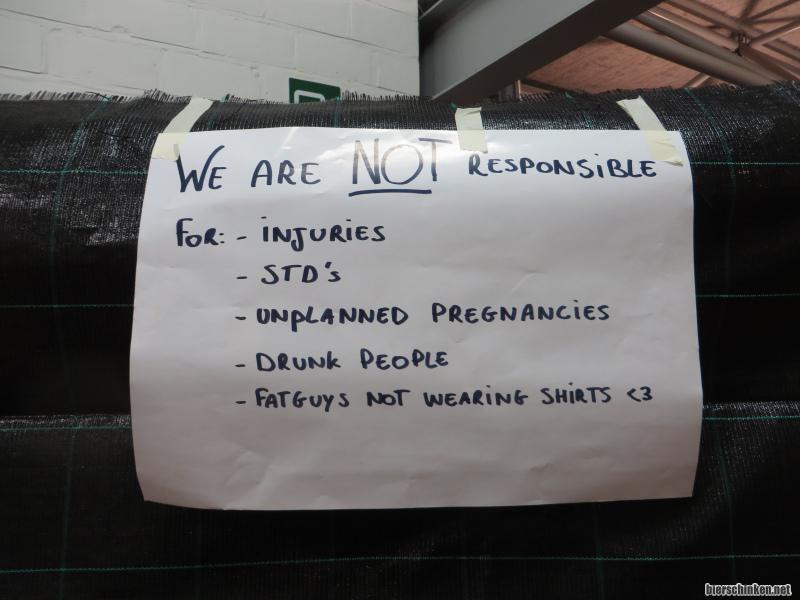 WE ARE NOT RESPONSiBLE
FOR: - iNJURiES
- STD's
- UNPLANNED PREGNANCiES
- DRUNK PEOPLE
- FATGUYS NOT WEARING SHIRTS <3
bierschinken.net